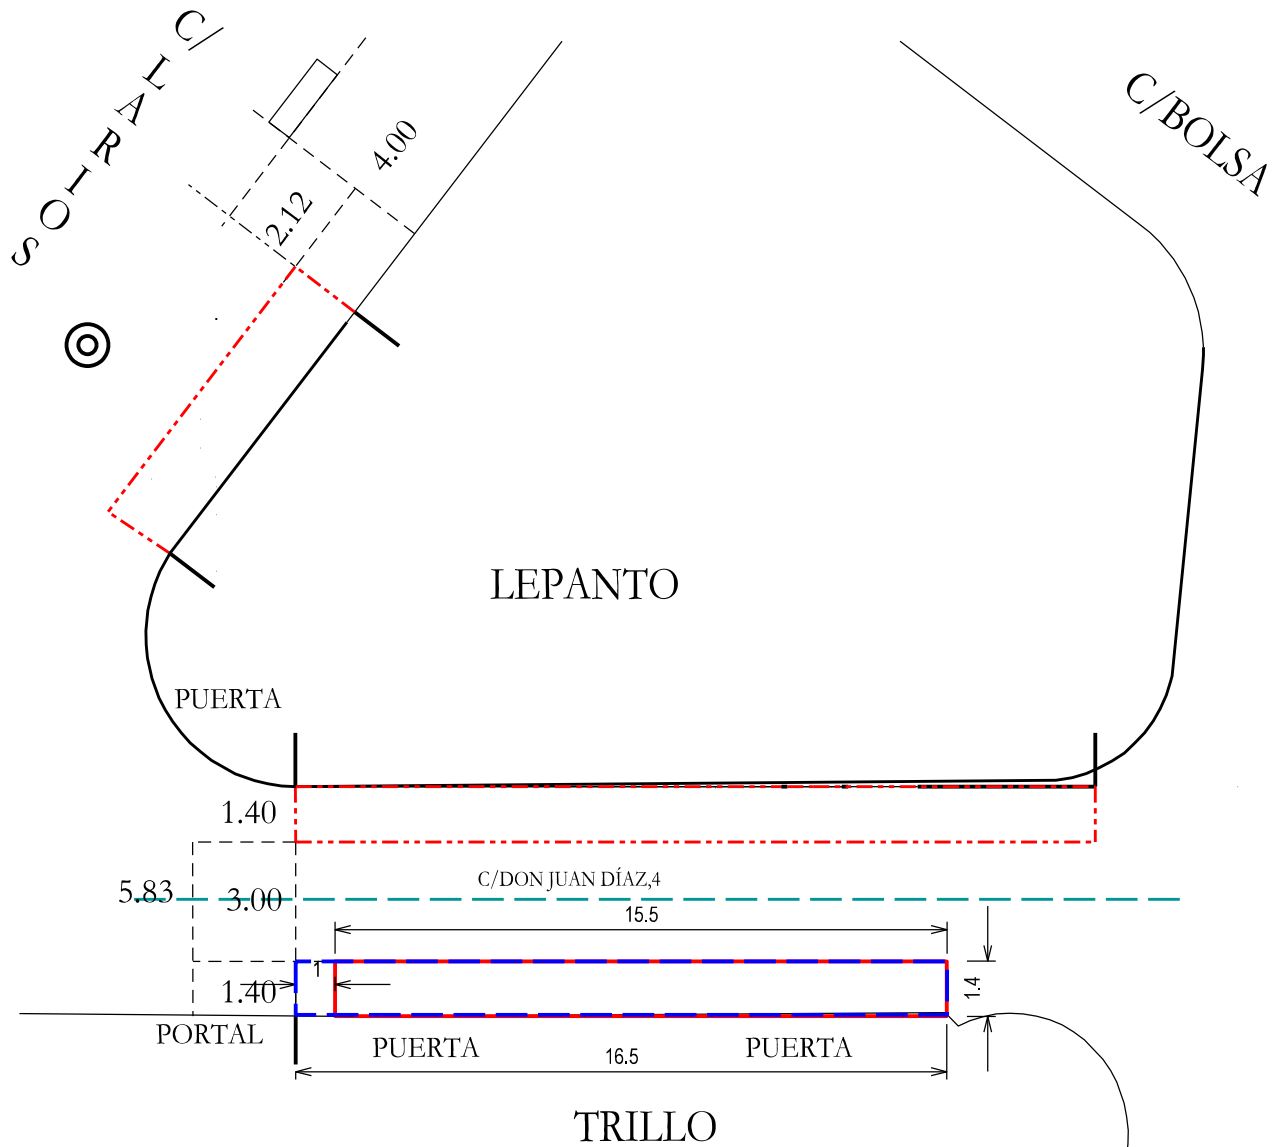 C/LARIOS
C/BOLSA
4.00
2.12
LEPANTO
PUERTA
1.40
C/DON JUAN DÍAZ,4
5.83
3.00
15.5
1
1.40
1.4
PORTAL
PUERTA
PUERTA
16.5
TRILLO